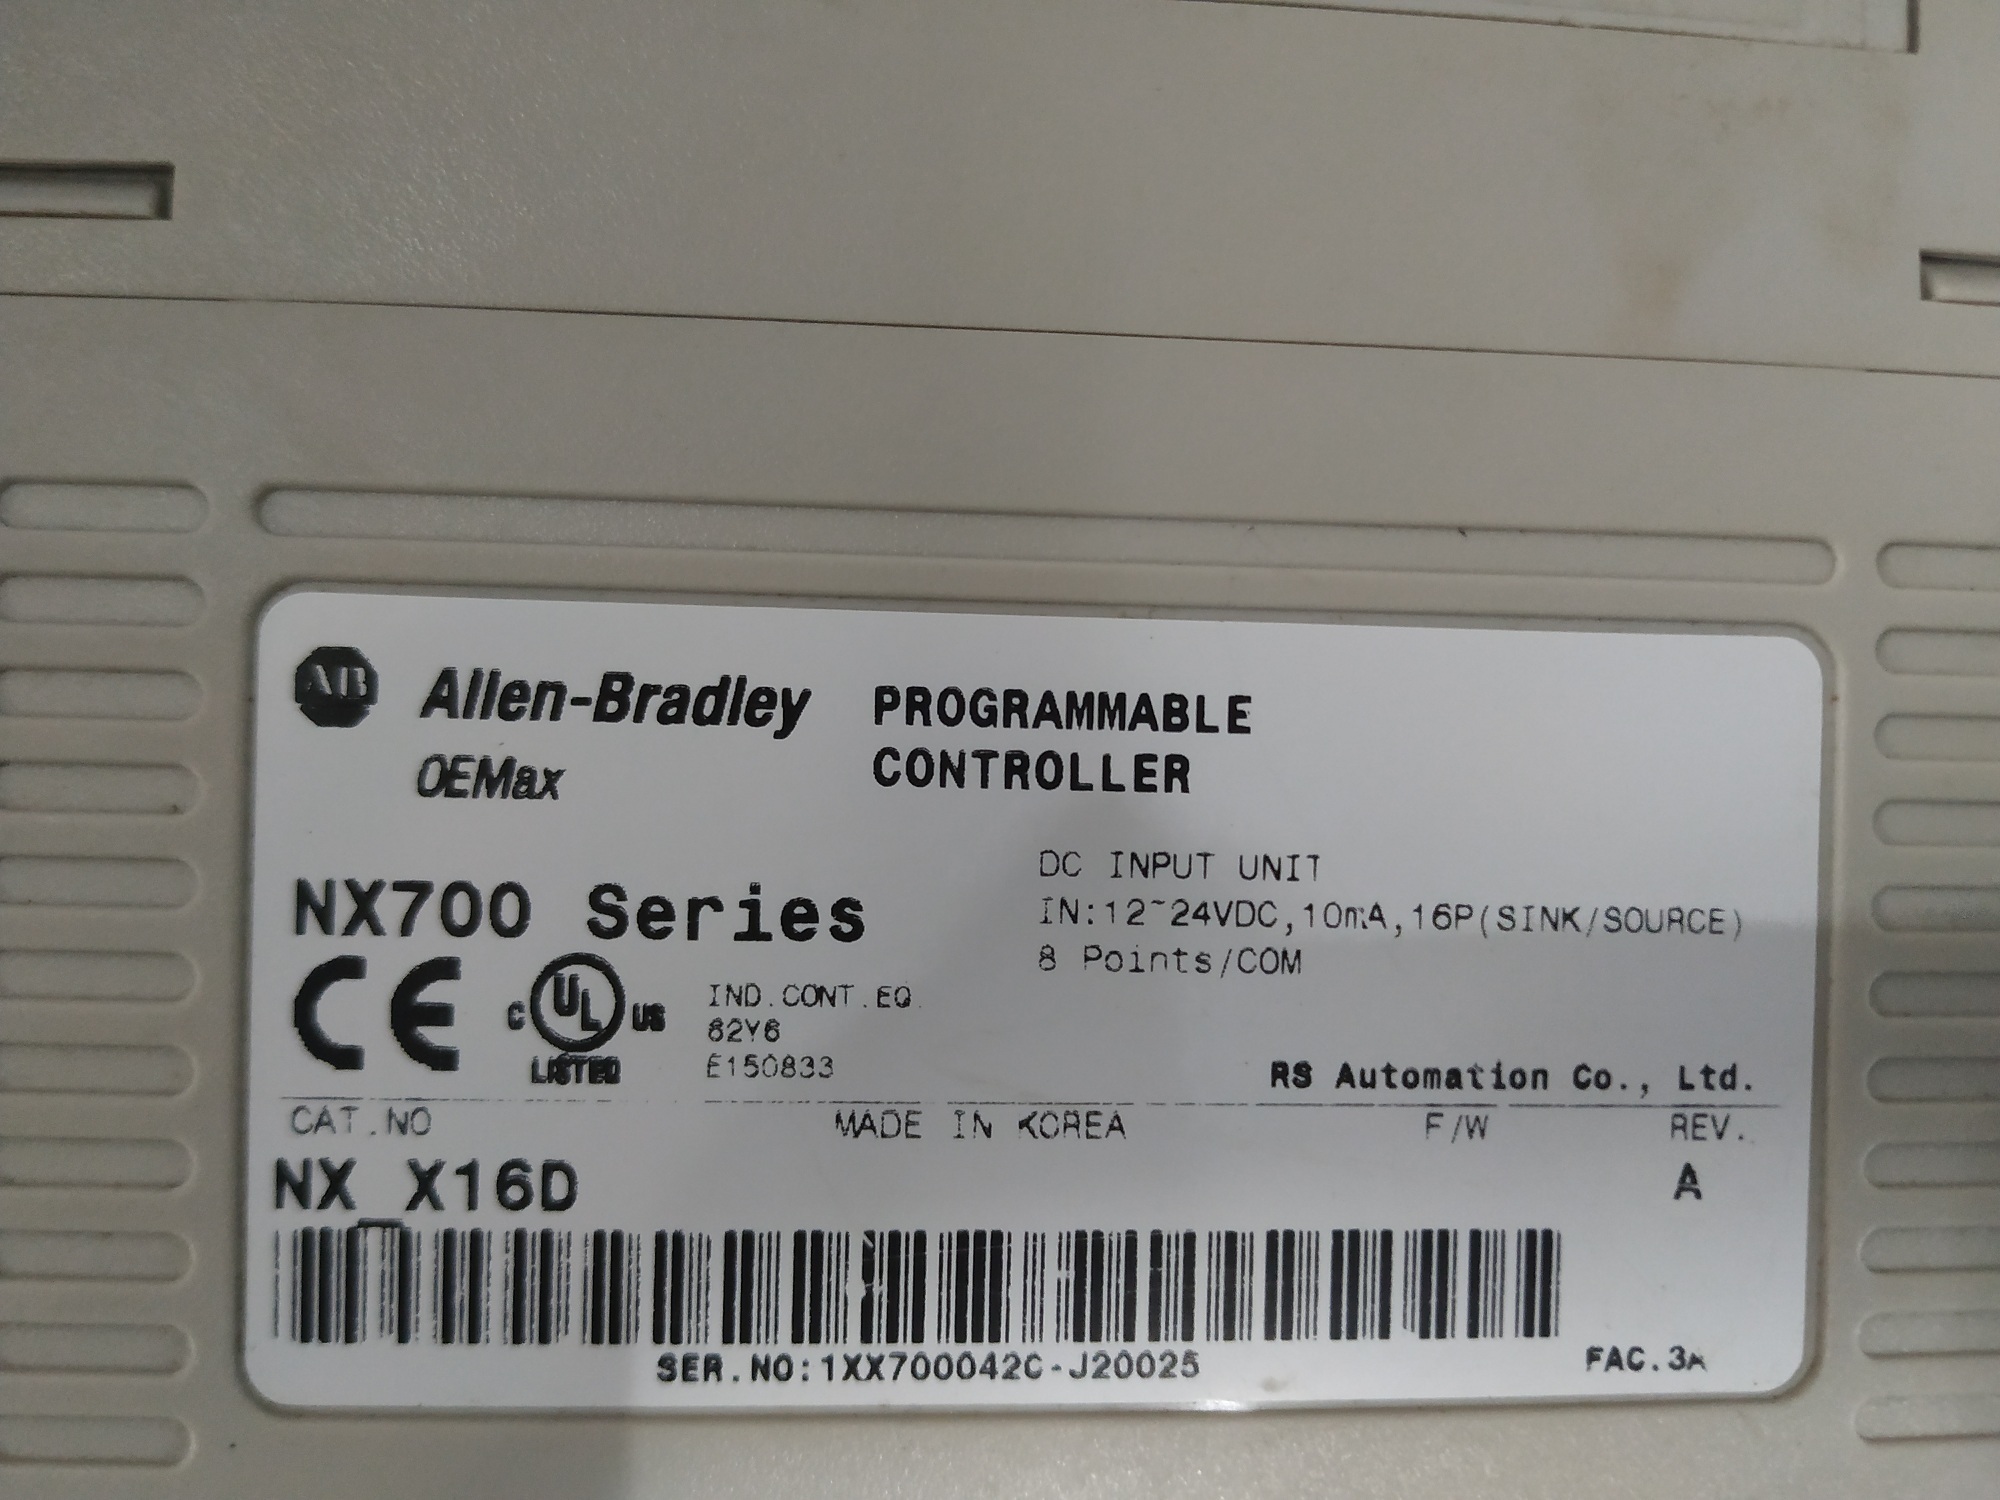 AB Allen-Bradley
OEMax
PROGRAMMABLE
CONTROLLER
NX700 Series
DC INPUT UNIT
IN:12~24VDC,10mA,16P(SINK/SOURCE)
8 Points/COM
CE
C UL US
LISTED
IND.CONT.EQ.
62Y6
E150833
RS Automation Co., Ltd.
CAT.NO MADE IN KOREA F/W REV.
NX_X16D A
SER.NO:1XX700042C-J20025
FAC.3A